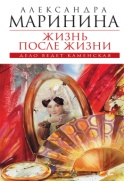 АЛЕКСАНДРА
МАРИНИНА
ЖИЗНЬ
ПОСЛЕ ЖИЗНИ
ДЕЛО ВЕДЕТ КАМЕНСКАЯ